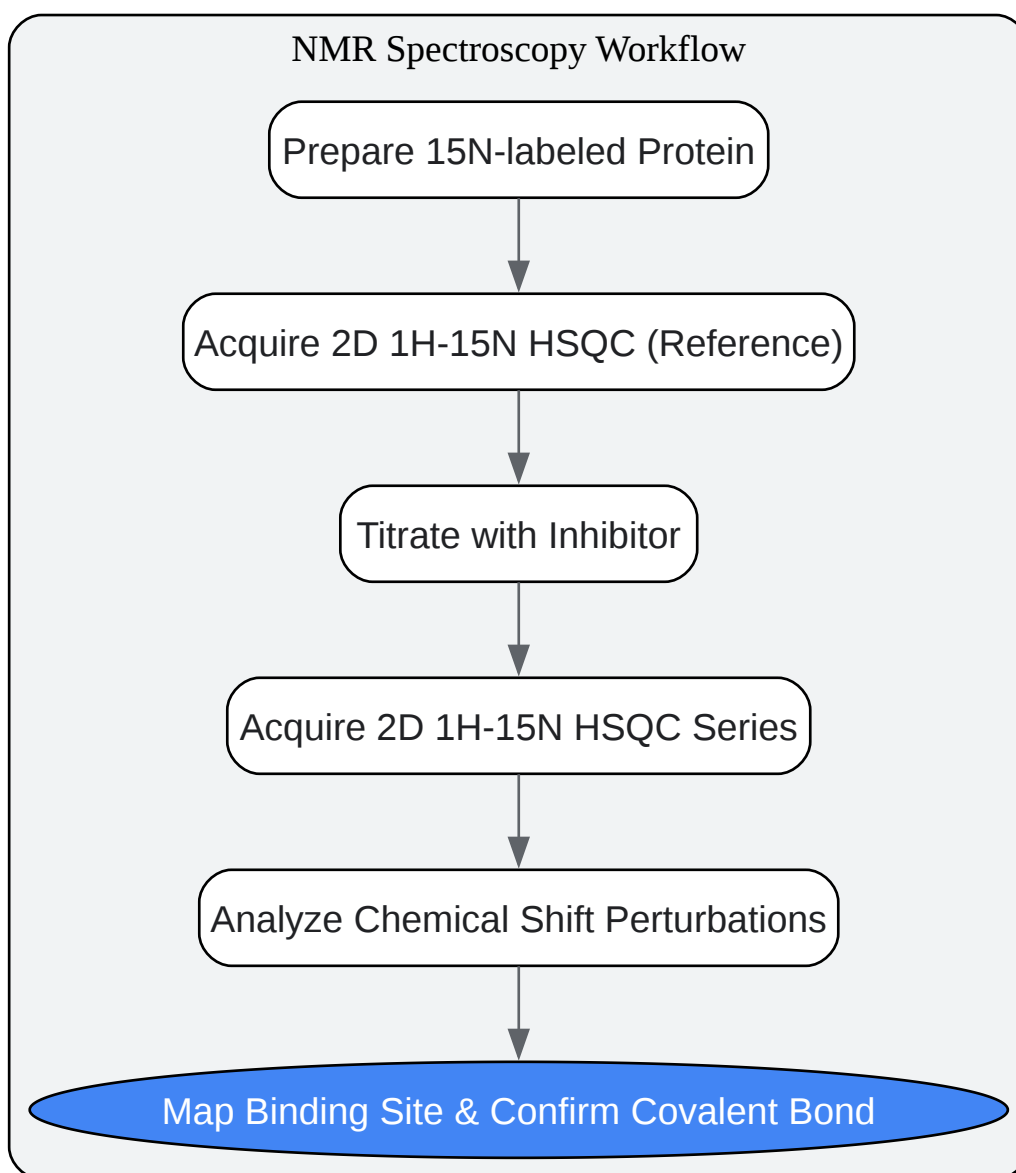 NMR Spectroscopy Workflow
Prepare 15N-labeled Protein
Acquire 2D 1H-15N HSQC (Reference)
Titrate with Inhibitor
Acquire 2D 1H-15N HSQC Series
Analyze Chemical Shift Perturbations
Map Binding Site & Confirm Covalent Bond